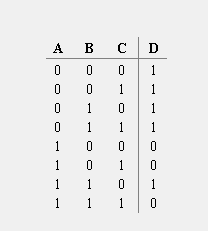 A B C D
0 0 0 1
0 0 1 1
0 1 0 1
0 1 1 1
1 0 0 0
1 0 1 0
1 1 0 1
1 1 1 0